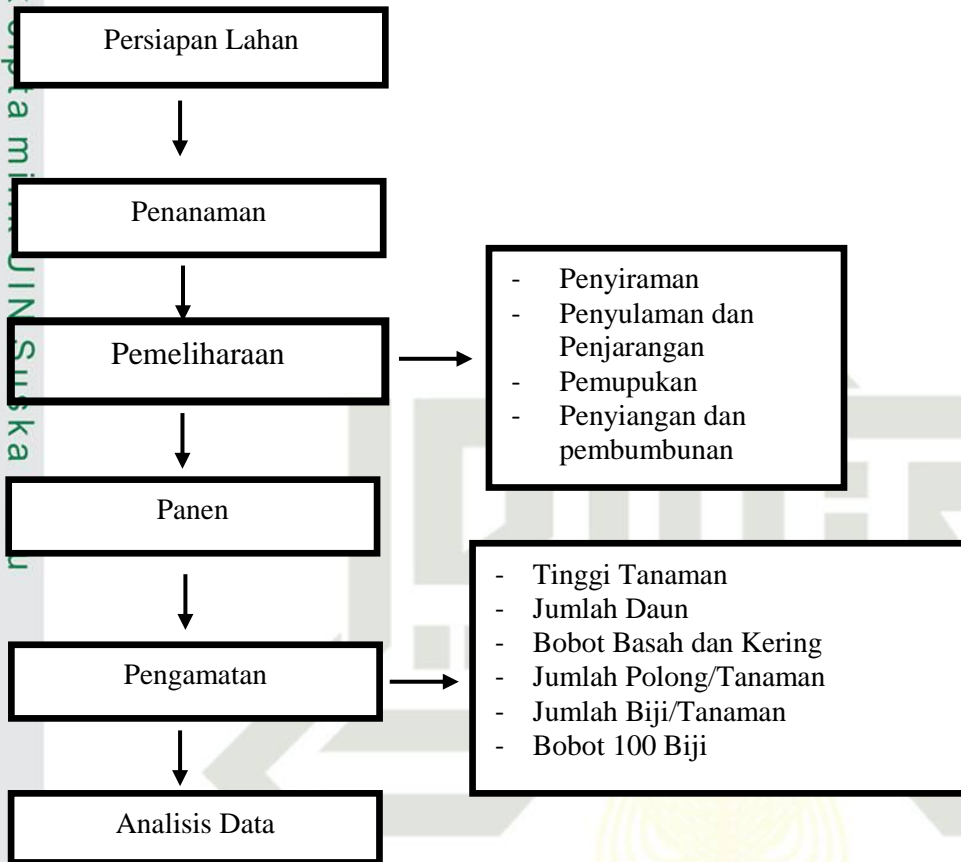 Persiapan Lahan
Penanaman
Pemeliharaan
- Penyiraman
- Penyulaman dan
Penjarangan
- Pemupukan
- Penyiangan dan
pembumbunan
Panen
Pengamatan
- Tinggi Tanaman
- Jumlah Daun
- Bobot Basah dan Kering
- Jumlah Polong/Tanaman
- Jumlah Biji/Tanaman
- Bobot 100 Biji
Analisis Data
Suska